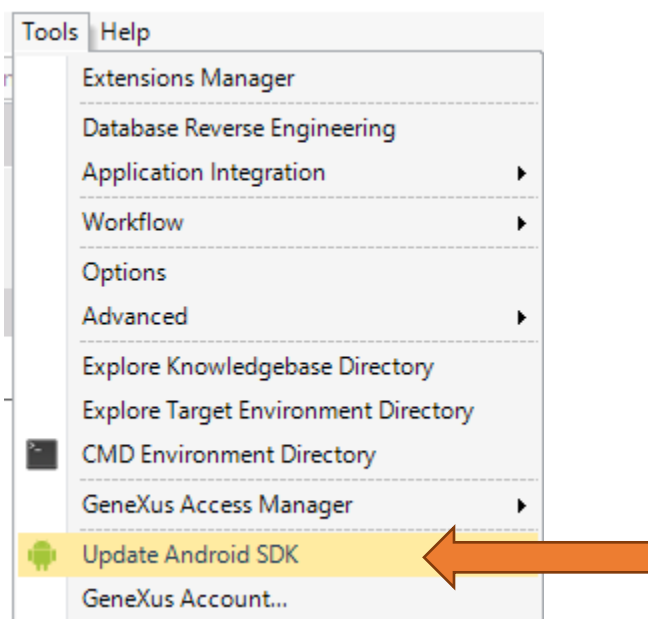 Tools Help
Extensions Manager
Database Reverse Engineering
Application Integration
Workflow
Options
Advanced
Explore Knowledgebase Directory
Explore Target Environment Directory
CMD Environment Directory
GeneXus Access Manager
Update Android SDK
GeneXus Account...